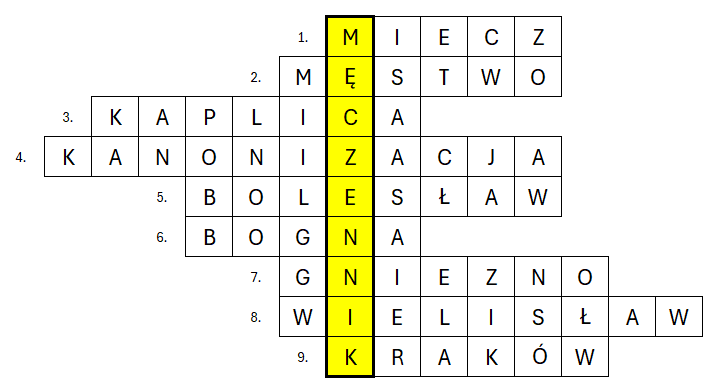 1. MIECZ
2. MĘSTWO
3. KAPLICA
4. KANONIZACJA
5. BOLESŁAW
6. BOGNA
7. GNIEZNO
8. WIELISŁAW
9. KRAKÓW